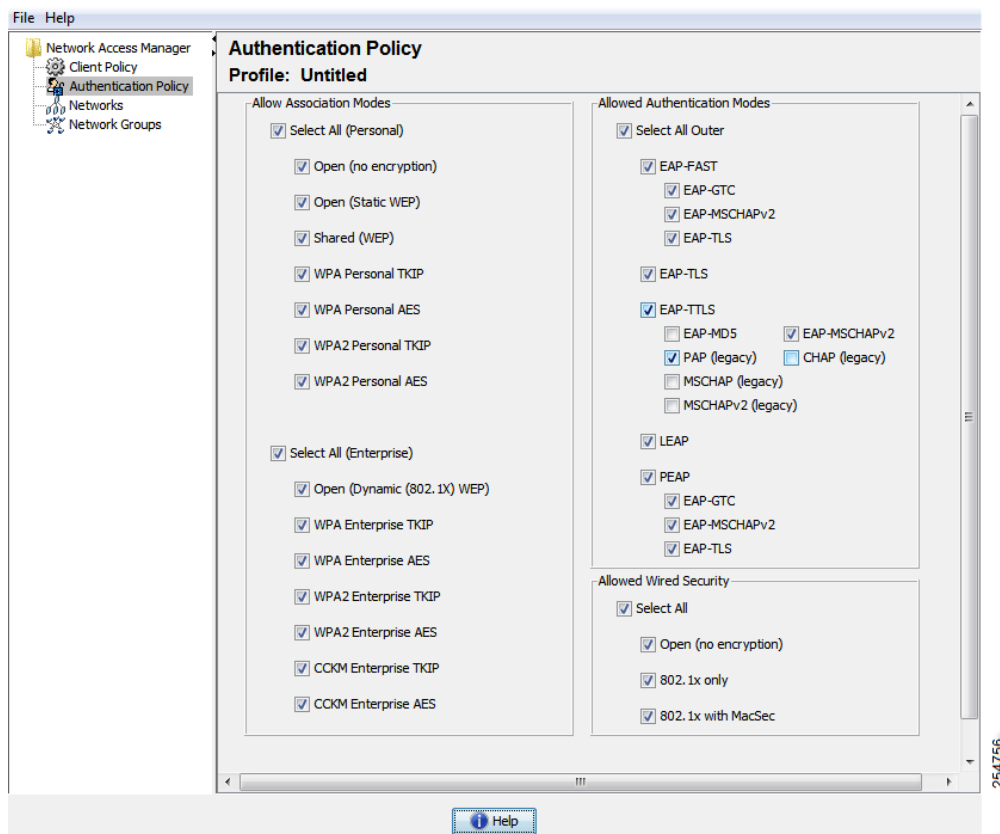 File Help
Network Access Manager
Client Policy
Authentication Policy
Networks
Network Groups
Authentication Policy
Profile: Untitled
Allow Association Modes
Select All (Personal)
Open (no encryption)
Open (Static WEP)
Shared (WEP)
WPA Personal TKIP
WPA Personal AES
WPA2 Personal TKIP
WPA2 Personal AES
Select All (Enterprise)
Open (Dynamic (802.1X) WEP)
WPA Enterprise TKIP
WPA Enterprise AES
WPA2 Enterprise TKIP
WPA2 Enterprise AES
CCKM Enterprise TKIP
CCKM Enterprise AES
Allowed Authentication Modes
Select All Outer
EAP-FAST
EAP-GTC
EAP-MSCHAPv2
EAP-TLS
EAP-TLS
EAP-TTLS
EAP-MD5 EAP-MSCHAPv2
PAP (legacy) CHAP (legacy)
MSCHAP (legacy)
MSCHAPv2 (legacy)
LEAP
PEAP
EAP-GTC
EAP-MSCHAPv2
EAP-TLS
Allowed Wired Security
Select All
Open (no encryption)
802.1x only
802.1x with MacSec
Help
254756